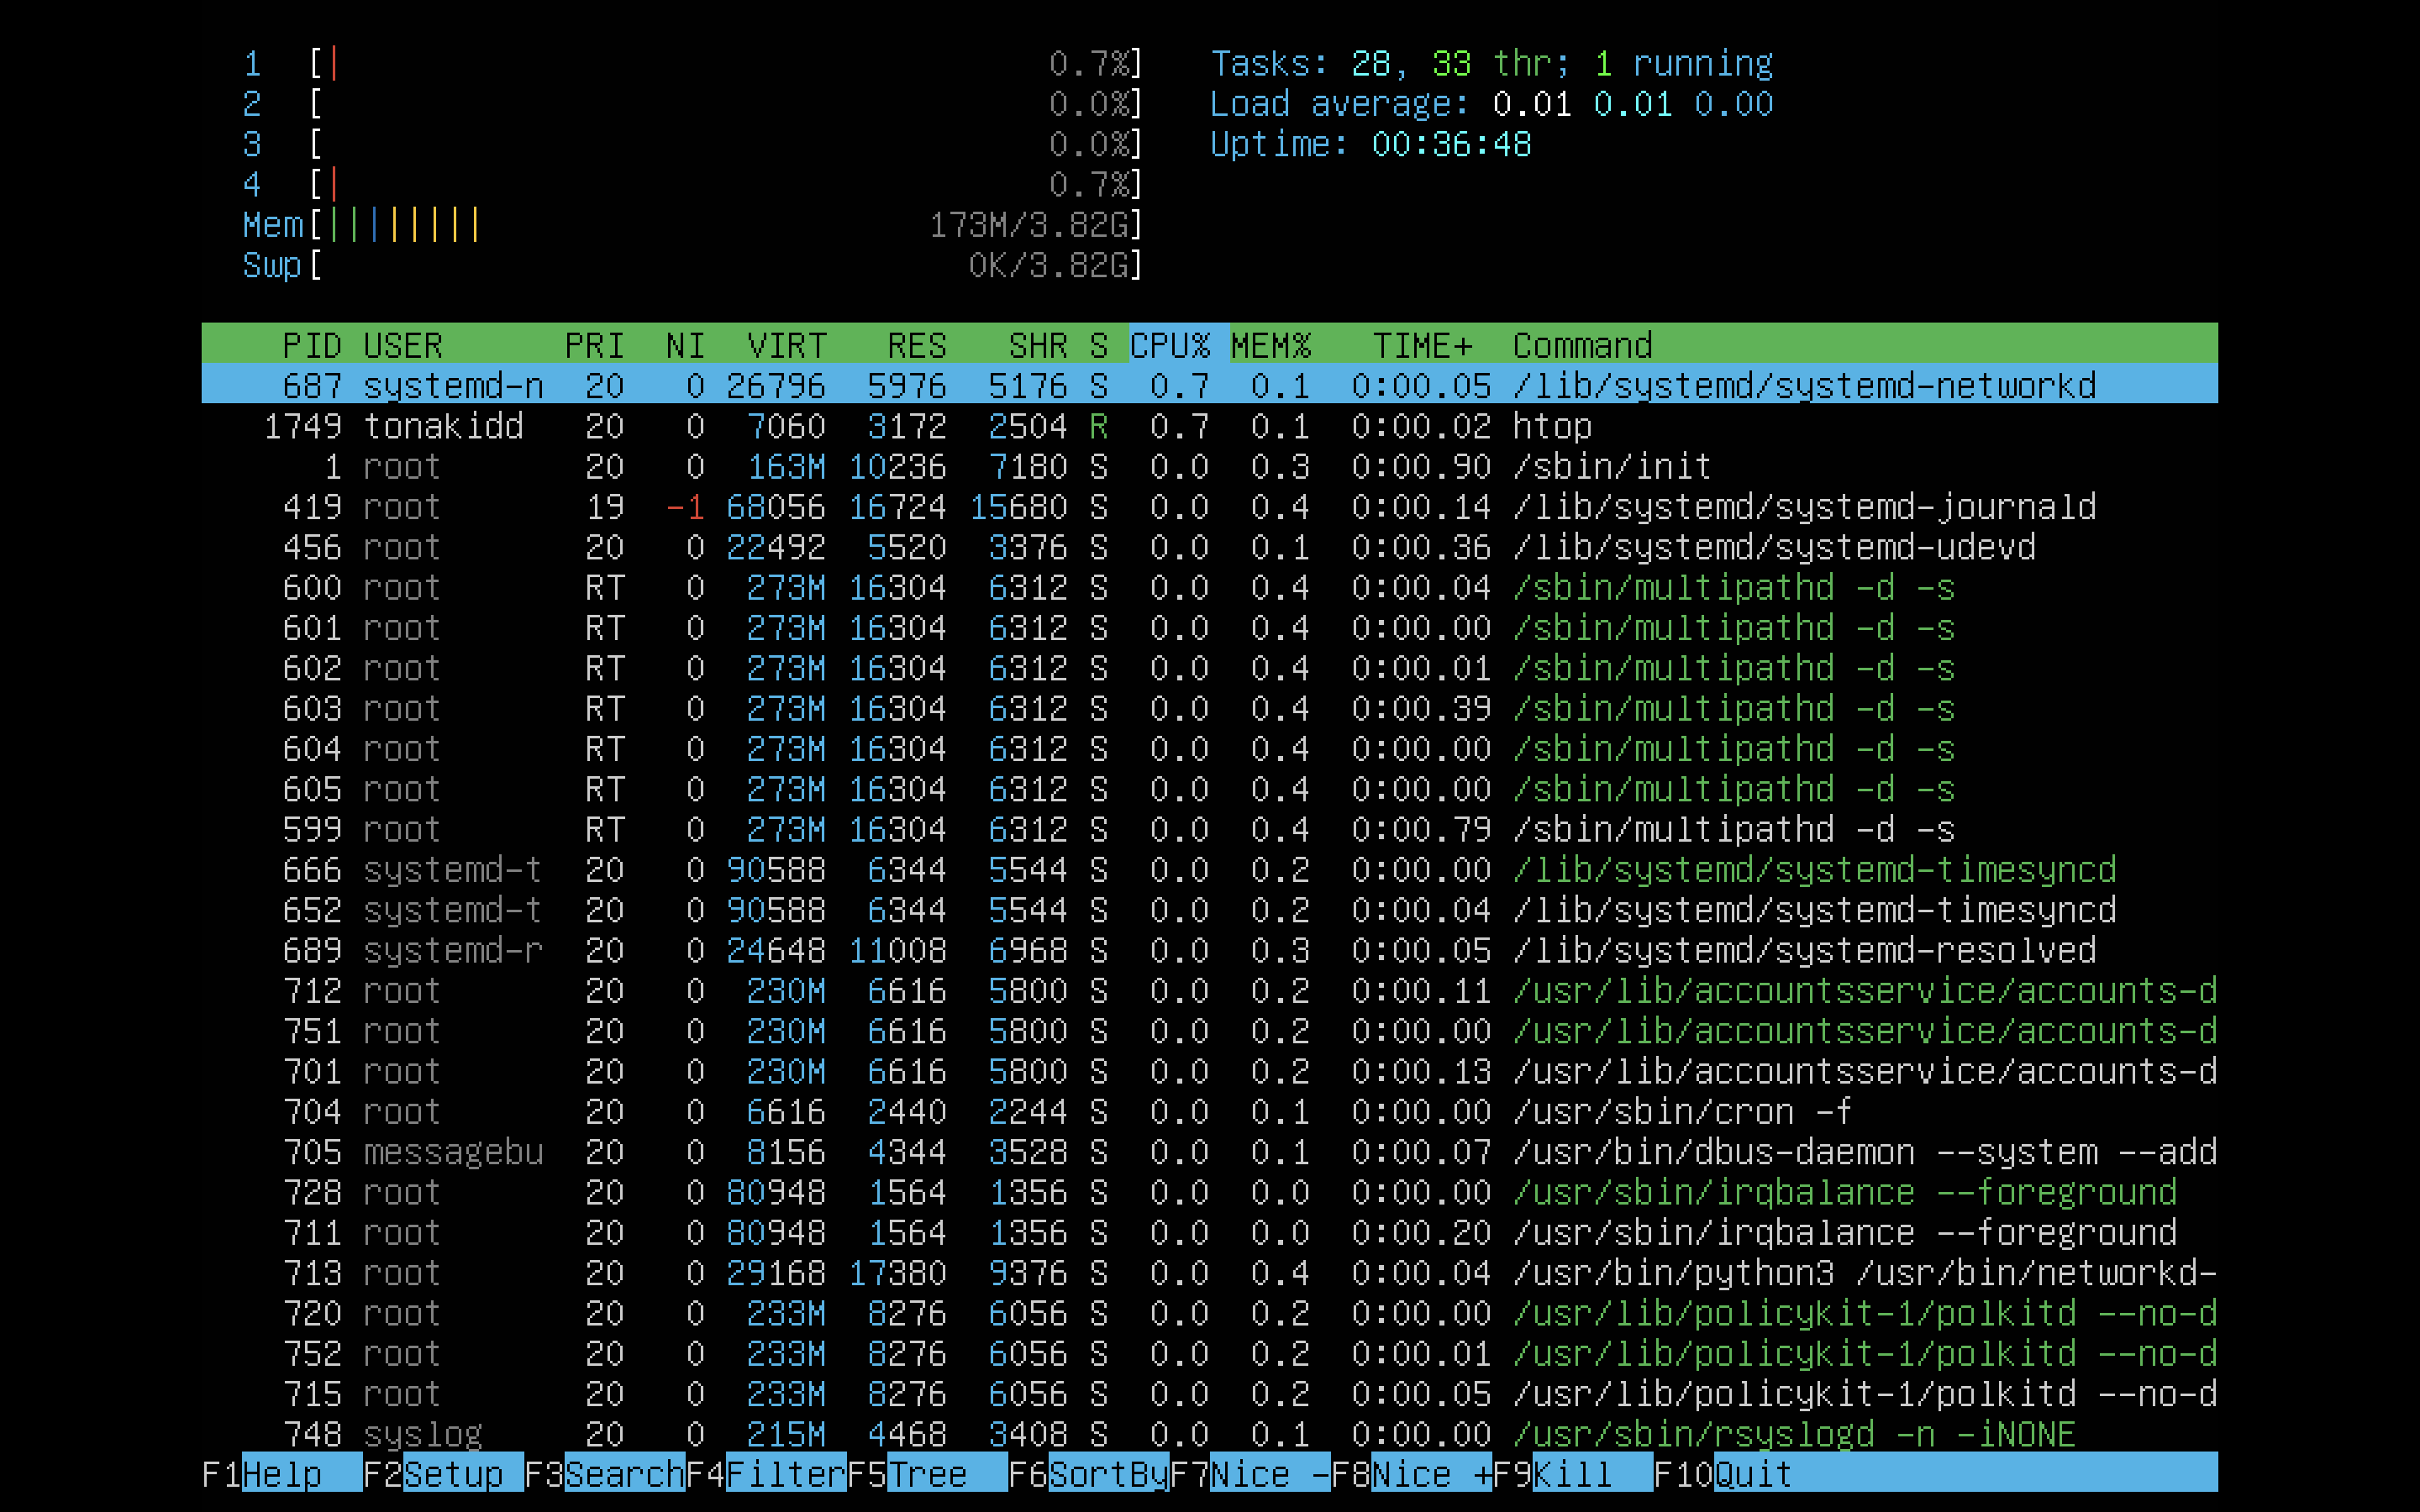 1 [| 0.7%] Tasks: 28, 33 thr; 1 running
2 [ 0.0%] Load average: 0.01 0.01 0.00
3 [ 0.0%] Uptime: 00:36:48
4 [| 0.7%]
Mem[|||||||| 173M/3.82G]
Swp[ 0K/3.82G]
PID USER PRI NI VIRT RES SHR S CPU% MEM% TIME+ Command
687 systemd-n 20 0 26796 5976 5176 S 0.7 0.1 0:00.05 /lib/systemd/systemd-networkd
1749 tonakidd 20 0 7060 3172 2504 R 0.7 0.1 0:00.02 htop
1 root 20 0 163M 10236 7180 S 0.0 0.3 0:00.90 /sbin/init
419 root 19 -1 68056 16724 15680 S 0.0 0.4 0:00.14 /lib/systemd/systemd-journald
456 root 20 0 22492 5520 3376 S 0.0 0.1 0:00.36 /lib/systemd/systemd-udevd
600 root RT 0 273M 16304 6312 S 0.0 0.4 0:00.04 /sbin/multipathd -d -s
601 root RT 0 273M 16304 6312 S 0.0 0.4 0:00.00 /sbin/multipathd -d -s
602 root RT 0 273M 16304 6312 S 0.0 0.4 0:00.01 /sbin/multipathd -d -s
603 root RT 0 273M 16304 6312 S 0.0 0.4 0:00.39 /sbin/multipathd -d -s
604 root RT 0 273M 16304 6312 S 0.0 0.4 0:00.00 /sbin/multipathd -d -s
605 root RT 0 273M 16304 6312 S 0.0 0.4 0:00.00 /sbin/multipathd -d -s
599 root RT 0 273M 16304 6312 S 0.0 0.4 0:00.79 /sbin/multipathd -d -s
666 systemd-t 20 0 90588 6344 5544 S 0.0 0.2 0:00.00 /lib/systemd/systemd-timesyncd
652 systemd-t 20 0 90588 6344 5544 S 0.0 0.2 0:00.04 /lib/systemd/systemd-timesyncd
689 systemd-r 20 0 24648 11008 6968 S 0.0 0.3 0:00.05 /lib/systemd/systemd-resolved
712 root 20 0 230M 6616 5800 S 0.0 0.2 0:00.11 /usr/lib/accountsservice/accounts-d
751 root 20 0 230M 6616 5800 S 0.0 0.2 0:00.00 /usr/lib/accountsservice/accounts-d
701 root 20 0 230M 6616 5800 S 0.0 0.2 0:00.13 /usr/lib/accountsservice/accounts-d
704 root 20 0 6616 2440 2244 S 0.0 0.1 0:00.00 /usr/sbin/cron -f
705 messagebu 20 0 8156 4344 3528 S 0.0 0.1 0:00.07 /usr/bin/dbus-daemon --system --add
728 root 20 0 80948 1564 1356 S 0.0 0.0 0:00.00 /usr/sbin/irqbalance --foreground
711 root 20 0 80948 1564 1356 S 0.0 0.0 0:00.20 /usr/sbin/irqbalance --foreground
713 root 20 0 29168 17380 9376 S 0.0 0.4 0:00.04 /usr/bin/python3 /usr/bin/networkd-
720 root 20 0 233M 8276 6056 S 0.0 0.2 0:00.00 /usr/lib/policykit-1/polkitd --no-d
752 root 20 0 233M 8276 6056 S 0.0 0.2 0:00.01 /usr/lib/policykit-1/polkitd --no-d
715 root 20 0 233M 8276 6056 S 0.0 0.2 0:00.05 /usr/lib/policykit-1/polkitd --no-d
748 syslog 20 0 215M 4468 3408 S 0.0 0.1 0:00.00 /usr/sbin/rsyslogd -n -iNONE
F1Help F2Setup F3SearchF4FilterF5Tree F6SortByF7Nice -F8Nice +F9Kill F10Quit